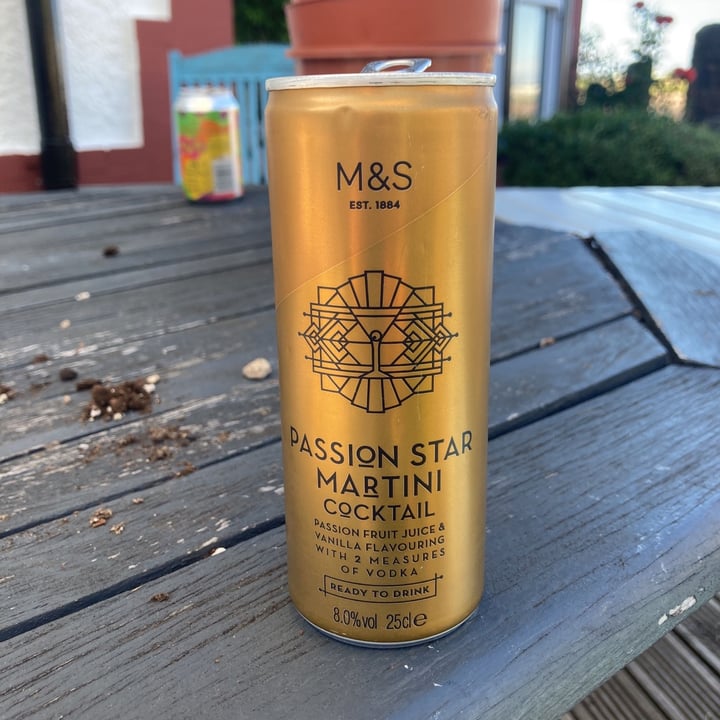 M&S
EST. 1884
PASSION STAR
MARTINI
COCKTAIL
PASSION FRUIT JUICE &
VANILLA FLAVOURING
WITH 2 MEASURES
OF VODKA
READY TO DRINK
8.0%vol 25cl e